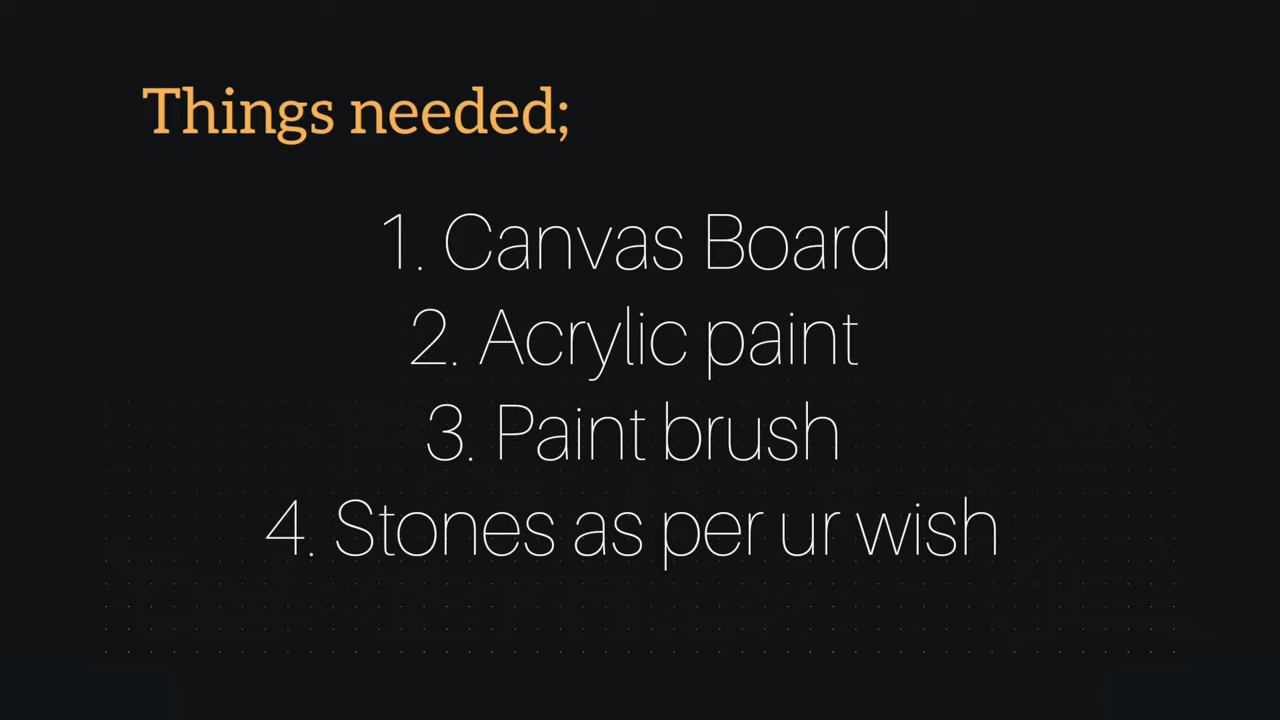 Things needed;
1. Canvas Board
2. Acrylic paint
3. Paint brush
4. Stones as per ur wish